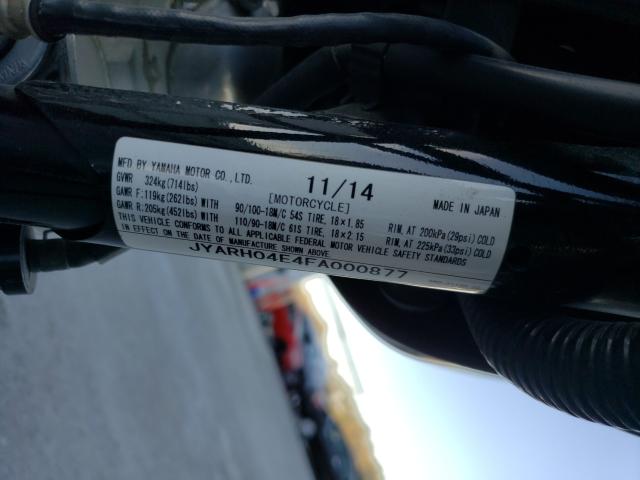 MFD BY YAMAHA MOTOR CO.,LTD. 11/14 MADE IN JAPAN
GVWR 324kg(714lbs) [MOTORCYCLE]
GAWR F:119kg(262lbs) WITH 90/100-18M/C 54S TIRE, 18×1.85 RIM, AT 200kPa(29psi) COLD
GAWR R:205kg(452lbs) WITH 110/90-18M/C 61S TIRE, 18×2.15 RIM, AT 225kPa(33psi) COLD
THIS VEHICLE CONFORMS TO ALL APPLICABLE FEDERAL MOTOR VEHICLE SAFETY STANDARDS
IN EFFECT ON THE DATE OF MANUFACTURE SHOWN ABOVE.
JYARH04E4FA000877